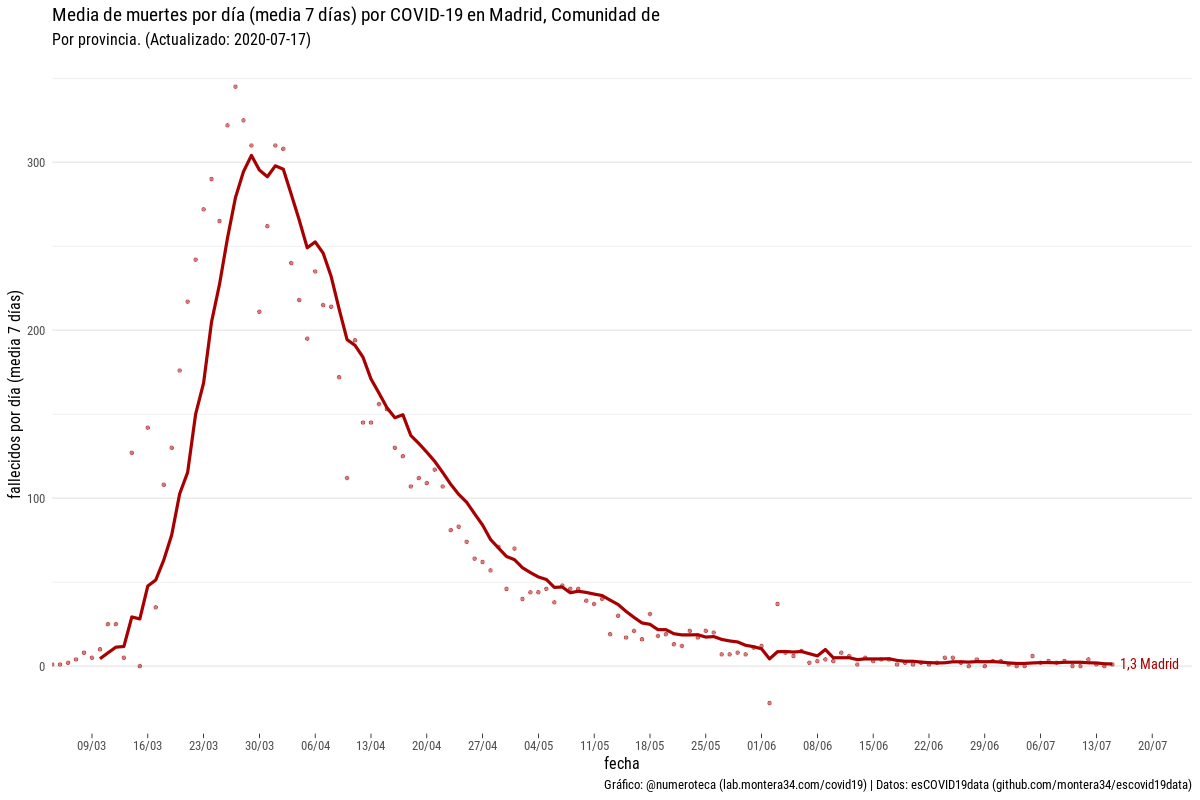 Media de muertes por día (media 7 días) por COVID-19 en Madrid, Comunidad de
Por provincia. (Actualizado: 2020-07-17)
fallecidos por día (media 7 días)
300
200
100
0
1,3 Madrid
09/03 16/03 23/03 30/03 06/04 13/04 20/04 27/04 04/05 11/05 18/05 25/05 01/06 08/06 15/06 22/06 29/06 06/07 13/07 20/07
fecha
Gráfico: @numeroteca (lab.montera34.com/covid19) | Datos: esCOVID19data (github.com/montera34/escovid19data)